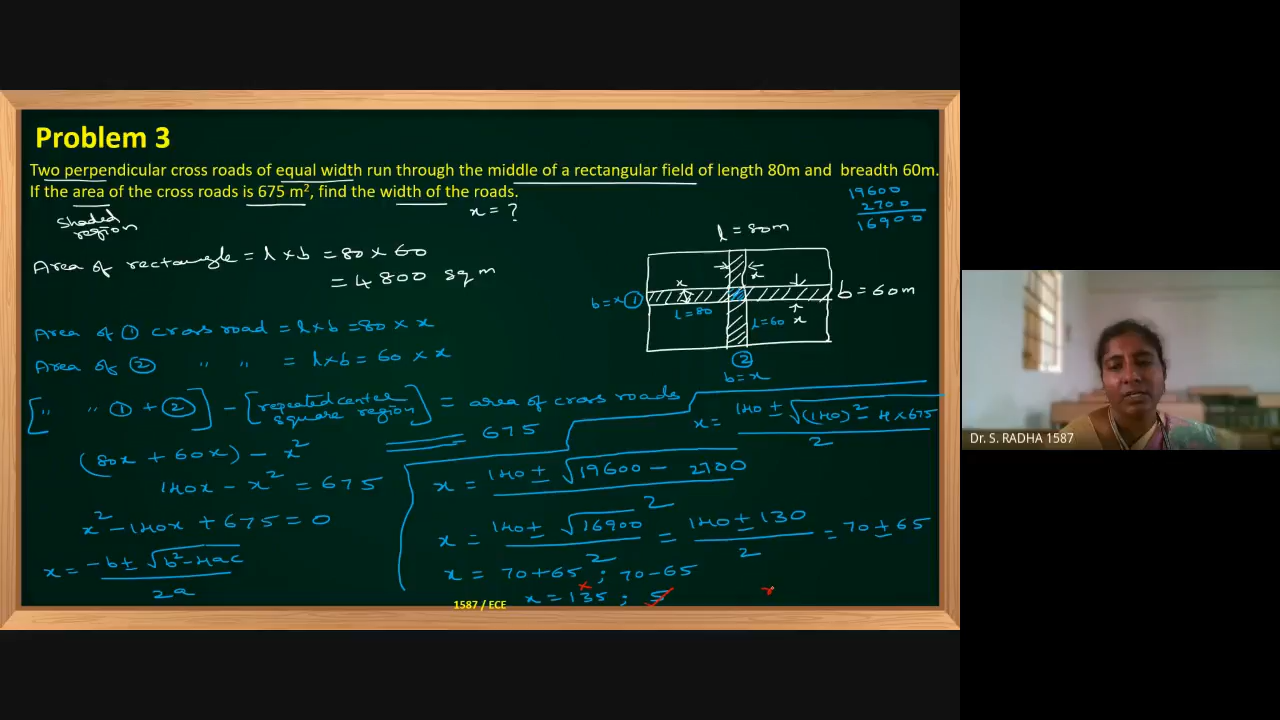 Problem 3
Two perpendicular cross roads of equal width run through the middle of a rectangular field of length 80m and breadth 60m.
If the area of the cross roads is 675 m², find the width of the roads.
19600
2700
16900
shaded
region
x = ?
l = 80m
Area of rectangle = l x b = 80 x 60
= 4800 sq m
x
x
b = x ①
b = 60m
l = 80
l = 60
x
②
b = x
Area of ① cross road = l x b = 80 x x
Area of ② " " = l x b = 60 x x
[ " " ① + ② ] - [repeated center square region] = area of cross roads
675
(80x + 60x) - x²
140x - x² = 675
x² - 140x + 675 = 0
x = -b ± √b² - 4ac / 2a
x = 140 ± √(140)² - 4 x 675 / 2
x = 140 ± √19600 - 2700 / 2
x = 140 ± √16900 / 2 = 140 ± 130 / 2 = 70 ± 65
x = 70 + 65 ; 70 - 65
x = 135 ; 5
1587 / ECE
Dr. S. RADHA 1587